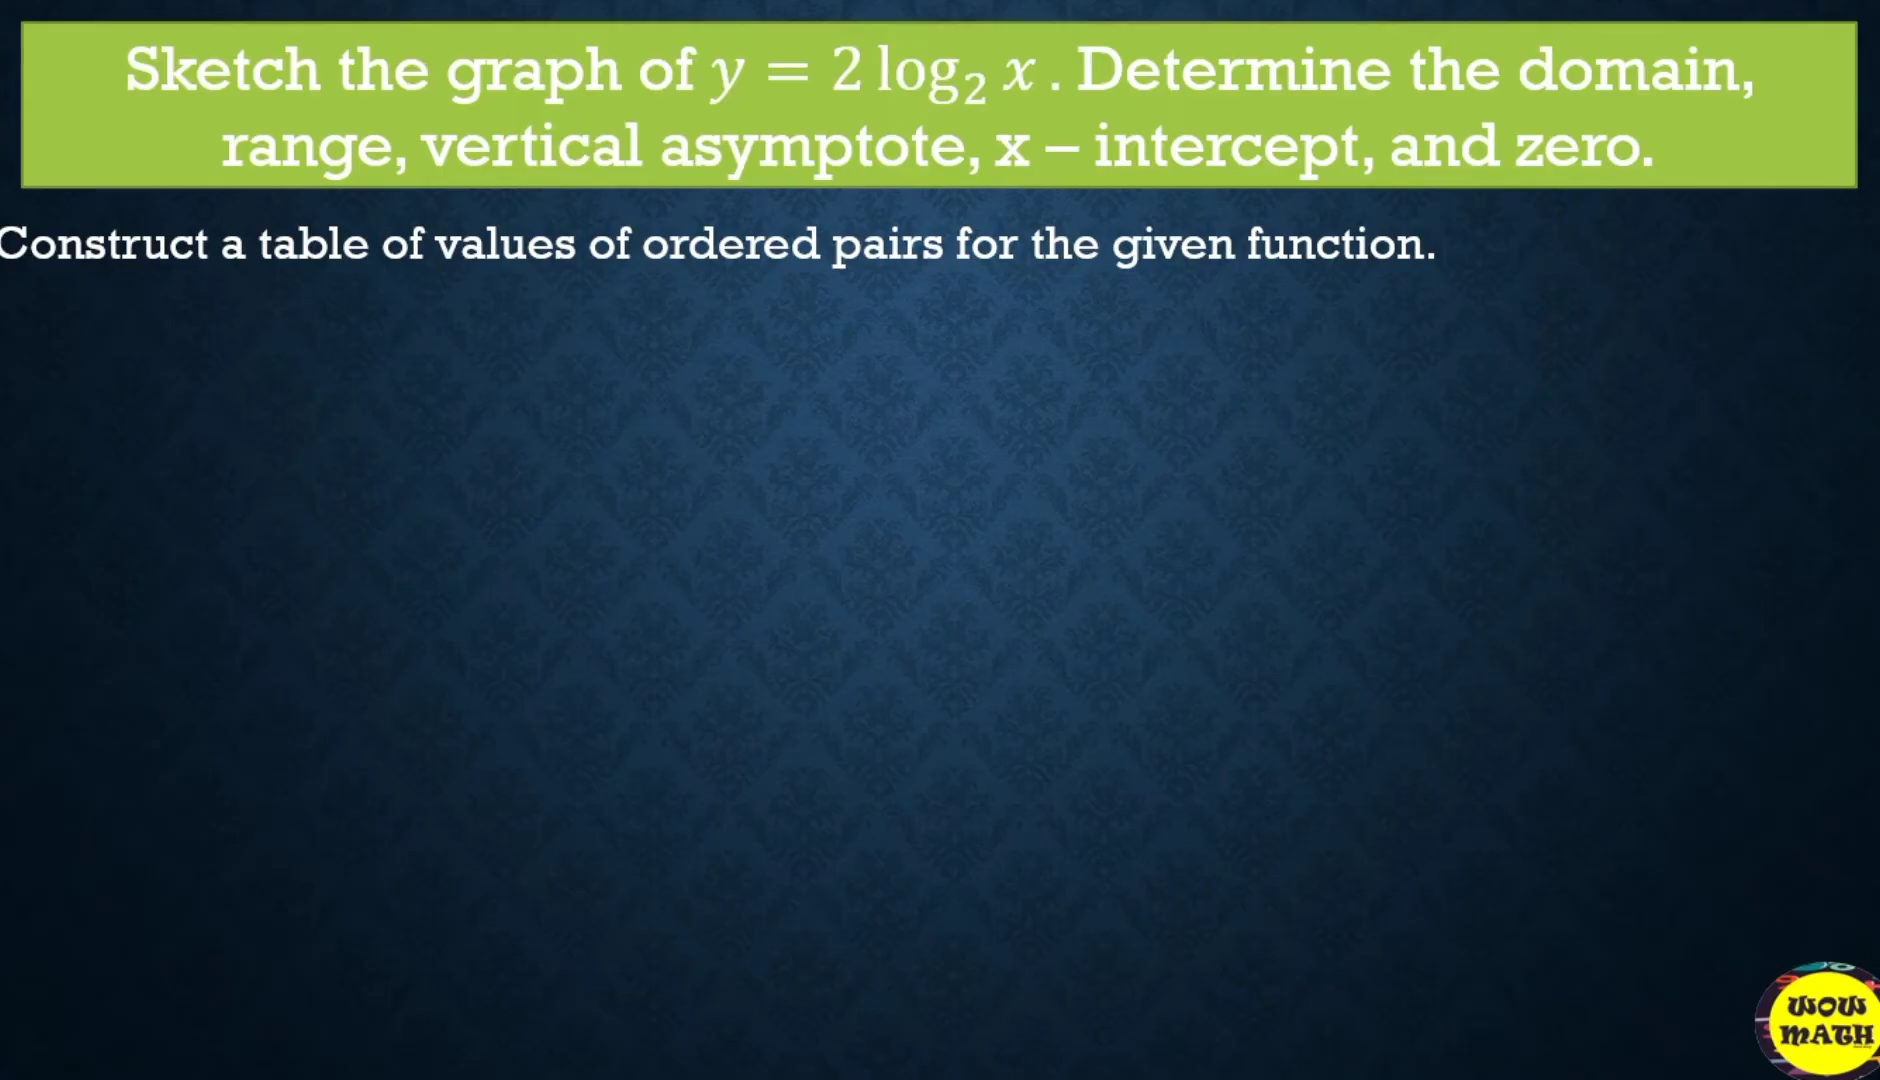 Sketch the graph of y = 2 log₂ x . Determine the domain,
range, vertical asymptote, x – intercept, and zero.
Construct a table of values of ordered pairs for the given function.
WOW
MATH